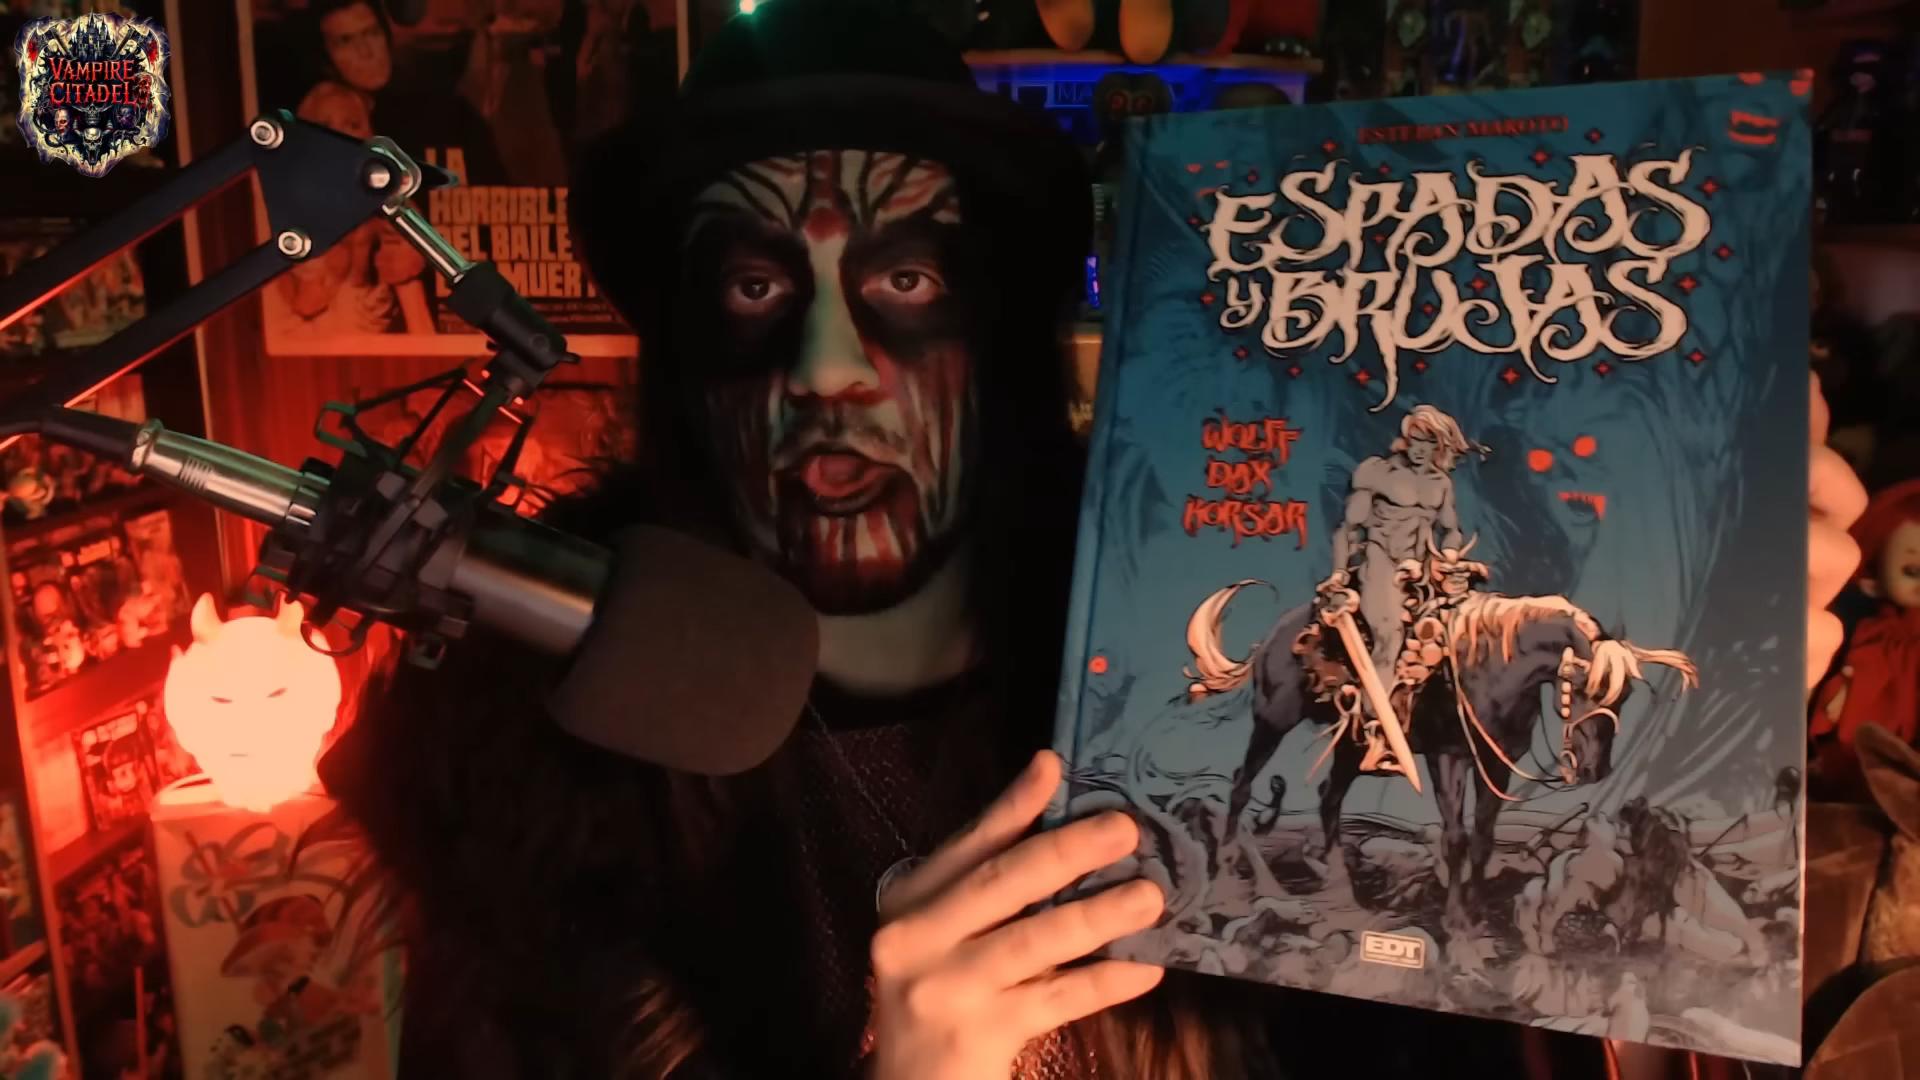 VAMPIRE
CITADEL
LA
HORRIBLE
DEL BAILE
ESTEBAN MAROTO
ESPADAS
Y BRUJAS
WOLFF
DAX
KORSAR
EDT